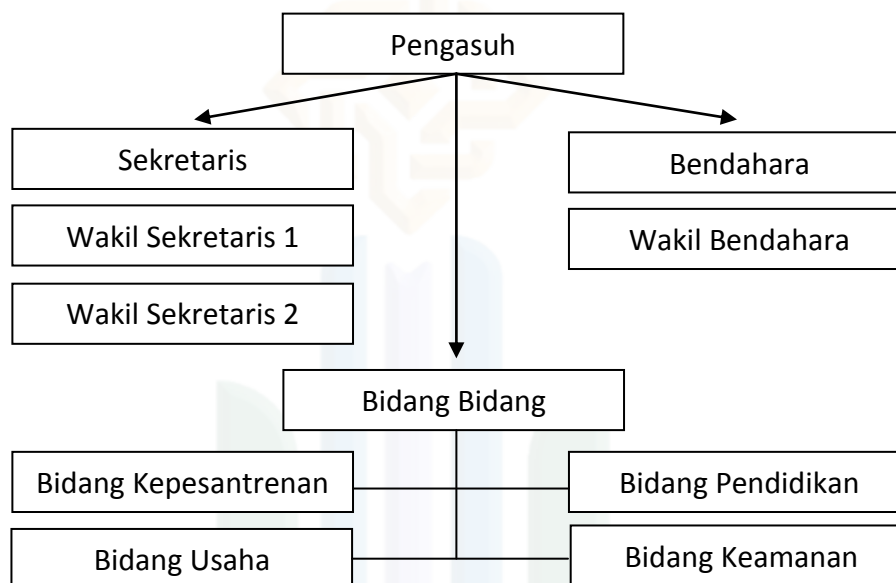 Pengasuh
Sekretaris
Bendahara
Wakil Sekretaris 1
Wakil Bendahara
Wakil Sekretaris 2
Bidang Bidang
Bidang Kepesantrenan
Bidang Pendidikan
Bidang Usaha
Bidang Keamanan